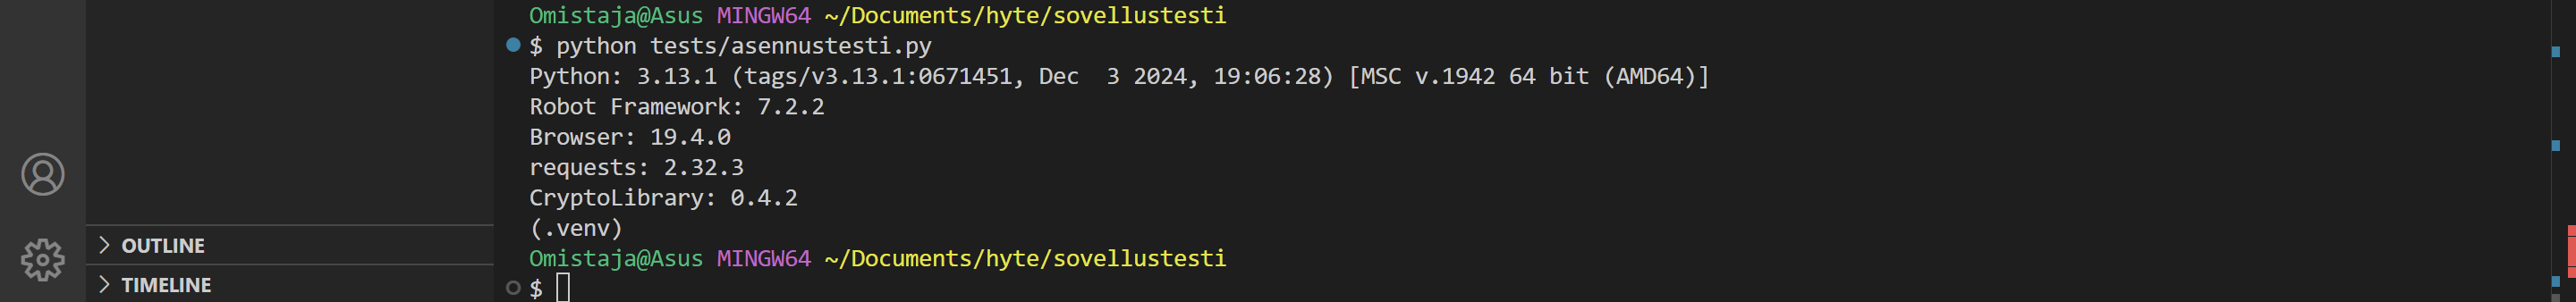 Omistaja@Asus MINGW64 ~/Documents/hyte/sovellustesti
$ python tests/asennustesti.py
Python: 3.13.1 (tags/v3.13.1:0671451, Dec  3 2024, 19:06:28) [MSC v.1942 64 bit (AMD64)]
Robot Framework: 7.2.2
Browser: 19.4.0
requests: 2.32.3
CryptoLibrary: 0.4.2
(.venv)
Omistaja@Asus MINGW64 ~/Documents/hyte/sovellustesti
$
OUTLINE
TIMELINE